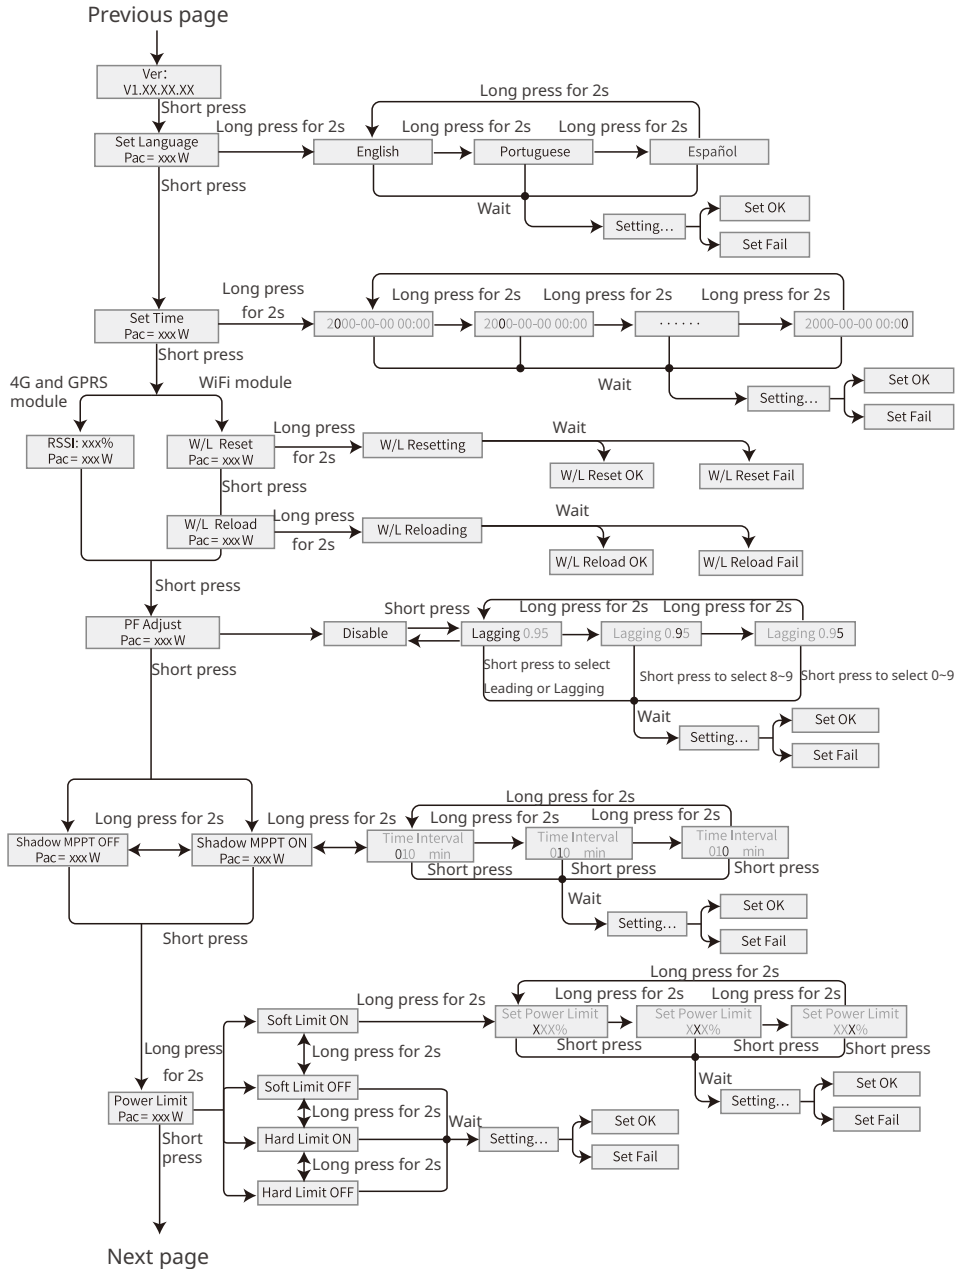 Previous page
Ver:
V1.XX.XX.XX
Short press
Long press for 2s
Long press for 2s
Long press for 2s
Long press for 2s
Set Language
Pac= xxx W
English
Portuguese
Español
Short press
Wait
Setting...
Set OK
Set Fail
Long press
for 2s
Long press for 2s
Long press for 2s
Long press for 2s
Set Time
Pac= xxx W
2000-00-00 00:00
2000-00-00 00:00
······
2000-00-00 00:00
Short press
Wait
Setting...
Set OK
Set Fail
4G and GPRS
module
WiFi module
RSSI: xxx%
Pac= xxx W
W/L Reset
Pac= xxx W
Long press
for 2s
W/L Resetting
Wait
W/L Reset OK
W/L Reset Fail
Short press
W/L Reload
Pac= xxx W
Long press
for 2s
W/L Reloading
Wait
W/L Reload OK
W/L Reload Fail
Short press
PF Adjust
Pac= xxx W
Disable
Short press
Long press for 2s
Long press for 2s
Lagging 0.95
Lagging 0.95
Lagging 0.95
Short press
Short press to select
Leading or Lagging
Short press to select 8~9
Short press to select 0~9
Wait
Setting...
Set OK
Set Fail
Long press for 2s
Long press for 2s
Long press for 2s
Long press for 2s
Long press for 2s
Shadow MPPT OFF
Pac= xxx W
Shadow MPPT ON
Pac= xxx W
Time Interval
010 min
Time Interval
010 min
Time Interval
010 min
Short press
Short press
Short press
Wait
Setting...
Set OK
Set Fail
Short press
Long press for 2s
Long press for 2s
Long press for 2s
Long press for 2s
Soft Limit ON
Set Power Limit
XXX%
Set Power Limit
XXX%
Set Power Limit
XXX%
Short press
Short press
Short press
Long press
for 2s
Long press for 2s
Soft Limit OFF
Wait
Setting...
Set OK
Set Fail
Power Limit
Pac= xxx W
Long press for 2s
Hard Limit ON
Wait
Setting...
Set OK
Set Fail
Short
press
Long press for 2s
Hard Limit OFF
Next page